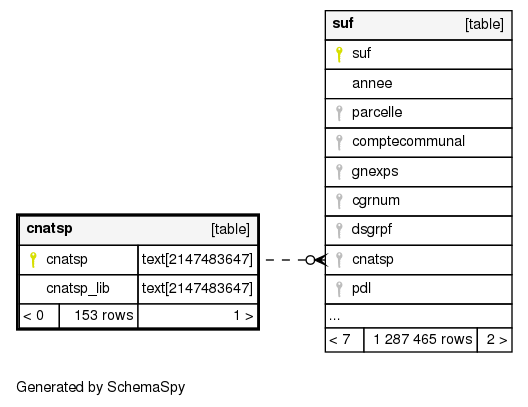 suf [table]
suf
annee
parcelle
comptecommunal
gnexps
cgrnum
dsgrpf
cnatsp
pdl
...
< 7 1 287 465 rows 2 >
cnatsp [table]
cnatsp text[2147483647]
cnatsp_lib text[2147483647]
< 0 153 rows 1 >
Generated by SchemaSpy